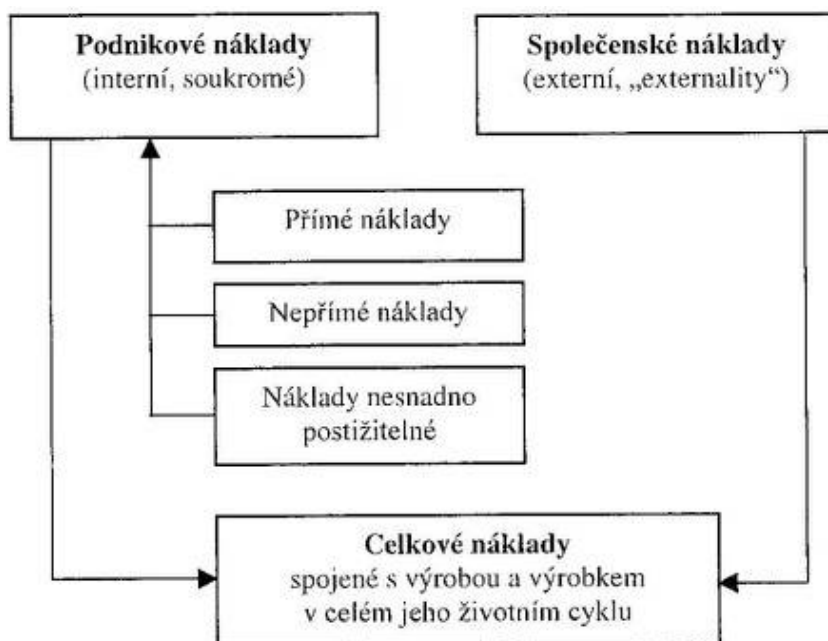 Podnikové náklady
(interní, soukromé)
Společenské náklady
(externí, „externality“)
Přímé náklady
Nepřímé náklady
Náklady nesnadno
postižitelné
Celkové náklady
spojené s výrobou a výrobkem
v celém jeho životním cyklu